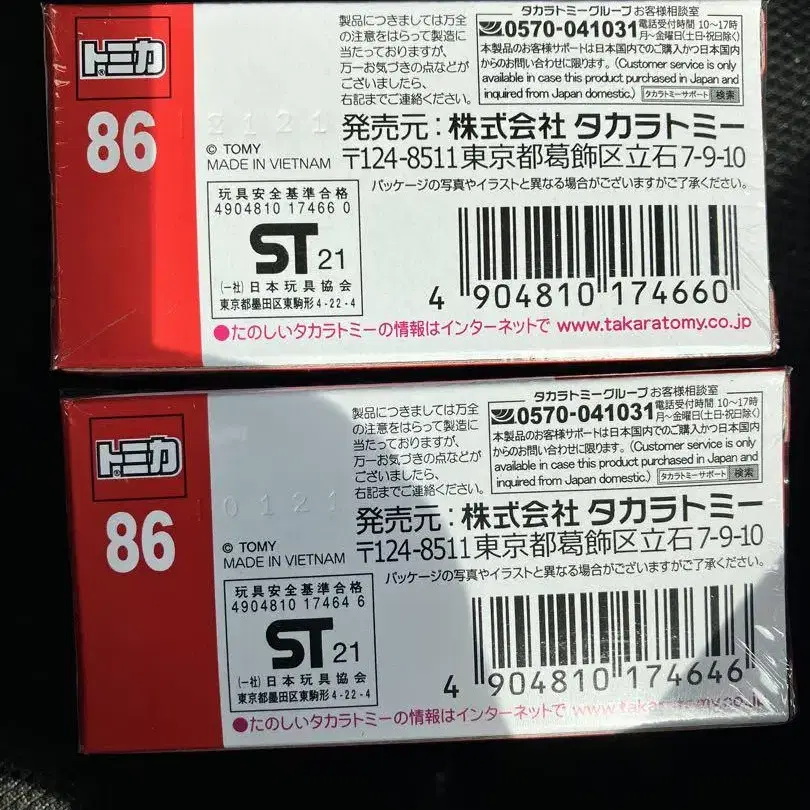 トミカ
86
製品につきましては万全
の注意をはらって製造に
当たっておりますが、
万一お気づきの点などが
ございましたら、
右記までご連絡ください。
タカラトミーグループ お客様相談室
0570-041031 電話受付時間 10~17時
月~金曜日(土・日・祝日除く)
本製品のお客様サポートは日本国内でのご購入かつ日本国内
からのお問い合わせに限ります。(Customer service is only
available in case this product purchased in Japan and
inquired from Japan domestic.) タカラトミーサポート 検索
2121
© TOMY
MADE IN VIETNAM
発売元:株式会社 タカラトミー
〒124-8511東京都葛飾区立石7-9-10
パッケージの写真やイラストと異なる場合がございますがご了承ください。
玩具安全基準合格
4904810 17466 0
ST 21
(一社)日本玩具協会
東京都墨田区東駒形4-22-4
4 904810 174660
●たのしいタカラトミーの情報はインターネットで www.takaratomy.co.jp
トミカ
86
製品につきましては万全
の注意をはらって製造に
当たっておりますが、
万一お気づきの点などが
ございましたら、
右記までご連絡ください。
タカラトミーグループ お客様相談室
0570-041031 電話受付時間 10~17時
月~金曜日(土・日・祝日除く)
本製品のお客様サポートは日本国内でのご購入かつ日本国内
からのお問い合わせに限ります。(Customer service is only
available in case this product purchased in Japan and
inquired from Japan domestic.) タカラトミーサポート 検索
0121
© TOMY
MADE IN VIETNAM
発売元:株式会社 タカラトミー
〒124-8511東京都葛飾区立石7-9-10
パッケージの写真やイラストと異なる場合がございますがご了承ください。
玩具安全基準合格
4904810 17464 6
ST 21
(一社)日本玩具協会
東京都墨田区東駒形4-22-4
4 904810 174646
●たのしいタカラトミーの情報はインターネットで www.takaratomy.co.jp